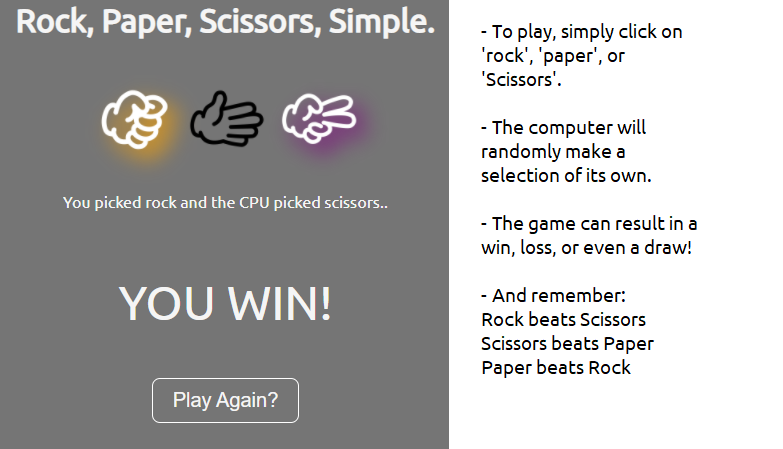 Rock, Paper, Scissors, Simple.
You picked rock and the CPU picked scissors..
YOU WIN!
Play Again?
- To play, simply click on
'rock', 'paper', or
'Scissors'.
- The computer will
randomly make a
selection of its own.
- The game can result in a
win, loss, or even a draw!
- And remember:
Rock beats Scissors
Scissors beats Paper
Paper beats Rock